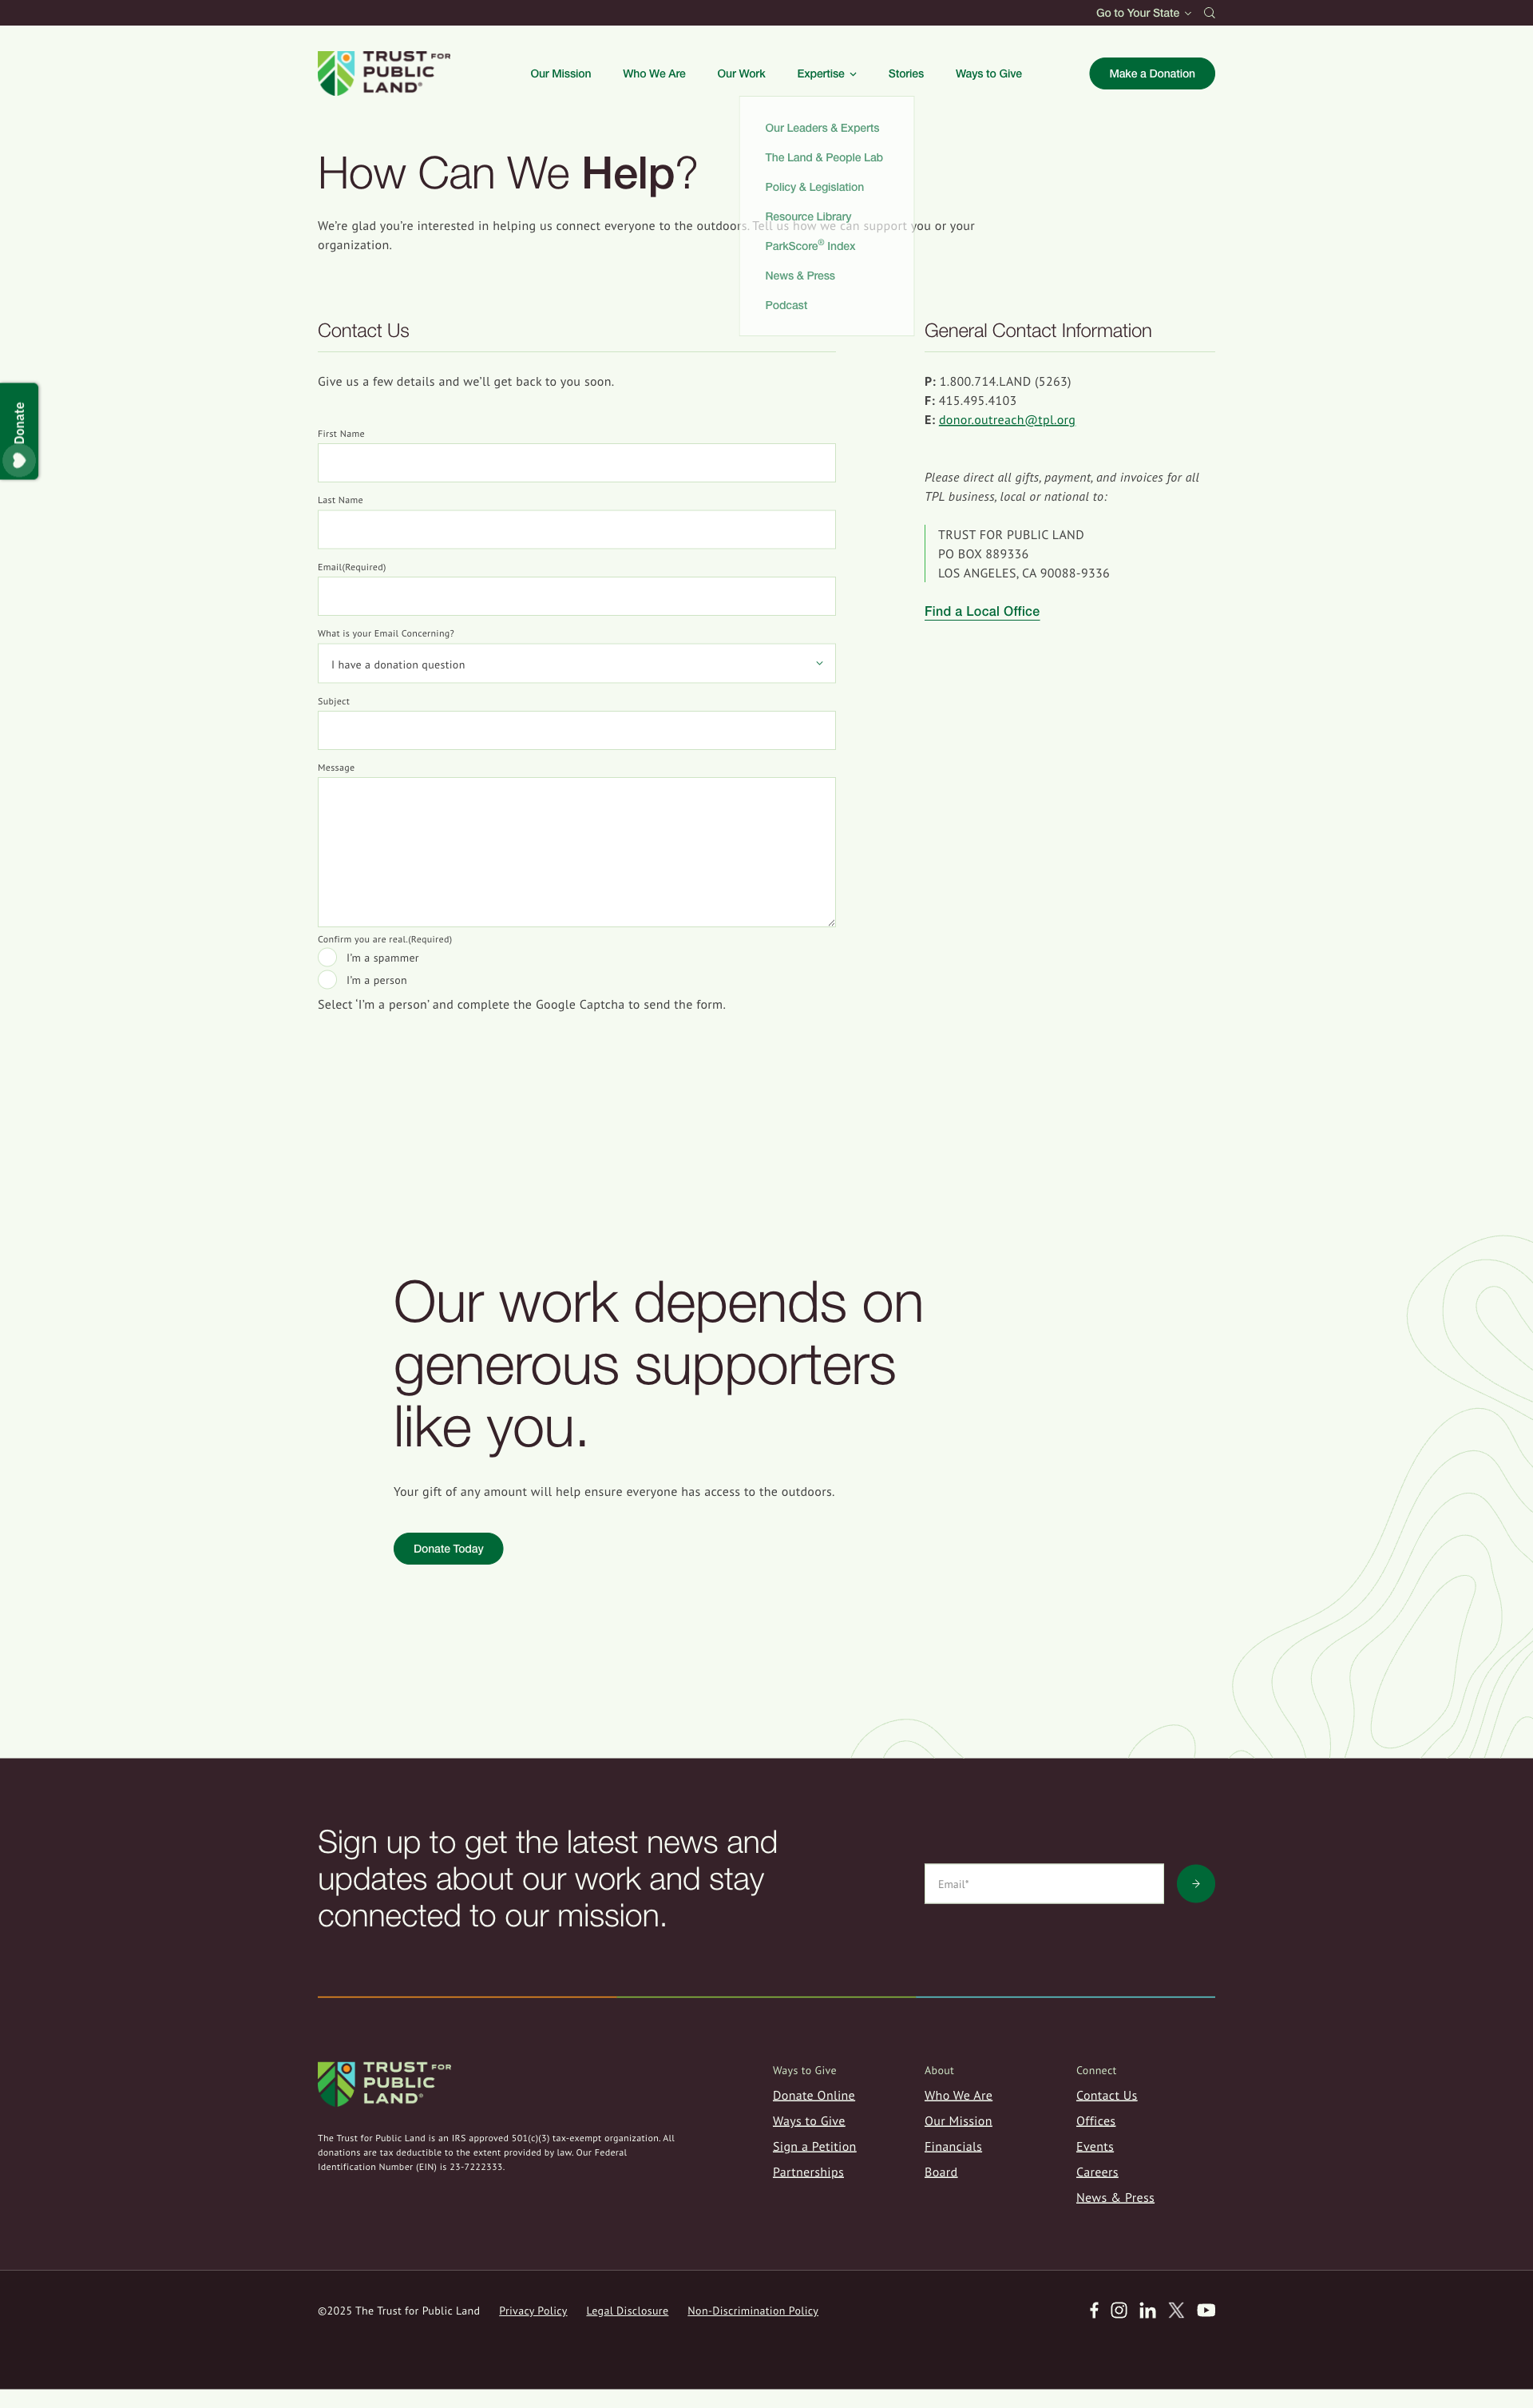 Go to Your State
TRUST FOR
PUBLIC
LAND®
Our Mission
Who We Are
Our Work
Expertise
Stories
Ways to Give
Make a Donation
Our Leaders & Experts
The Land & People Lab
Policy & Legislation
Resource Library
ParkScore® Index
News & Press
Podcast
How Can We Help?
We're glad you're interested in helping us connect everyone to the outdoors. Tell us how we can support you or your
organization.
Contact Us
Give us a few details and we'll get back to you soon.
First Name
Last Name
Email(Required)
What is your Email Concerning?
I have a donation question
Subject
Message
Confirm you are real.(Required)
I'm a spammer
I'm a person
Select ‘I'm a person’ and complete the Google Captcha to send the form.
General Contact Information
P: 1.800.714.LAND (5263)
F: 415.495.4103
E: donor.outreach@tpl.org
Please direct all gifts, payment, and invoices for all
TPL business, local or national to:
TRUST FOR PUBLIC LAND
PO BOX 889336
LOS ANGELES, CA 90088-9336
Find a Local Office
Donate
Our work depends on
generous supporters
like you.
Your gift of any amount will help ensure everyone has access to the outdoors.
Donate Today
Sign up to get the latest news and
updates about our work and stay
connected to our mission.
Email*
TRUST FOR
PUBLIC
LAND®
The Trust for Public Land is an IRS approved 501(c)(3) tax-exempt organization. All
donations are tax deductible to the extent provided by law. Our Federal
Identification Number (EIN) is 23-7222333.
Ways to Give
Donate Online
Ways to Give
Sign a Petition
Partnerships
About
Who We Are
Our Mission
Financials
Board
Connect
Contact Us
Offices
Events
Careers
News & Press
©2025 The Trust for Public Land
Privacy Policy
Legal Disclosure
Non-Discrimination Policy